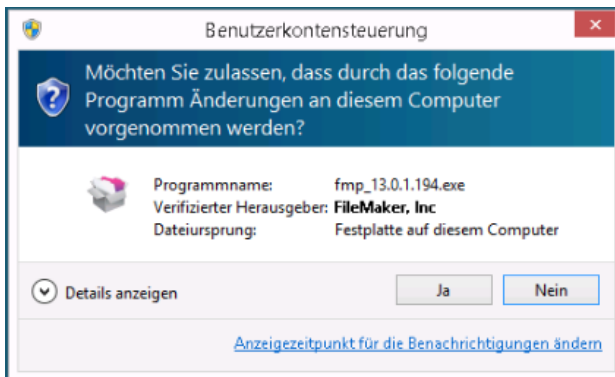 Benutzerkontensteuerung
Möchten Sie zulassen, dass durch das folgende
Programm Änderungen an diesem Computer
vorgenommen werden?
Programmname: fmp_13.0.1.194.exe
Verifizierter Herausgeber: FileMaker, Inc
Dateiursprung: Festplatte auf diesem Computer
Details anzeigen Ja Nein
Anzeigezeitpunkt für die Benachrichtigungen ändern